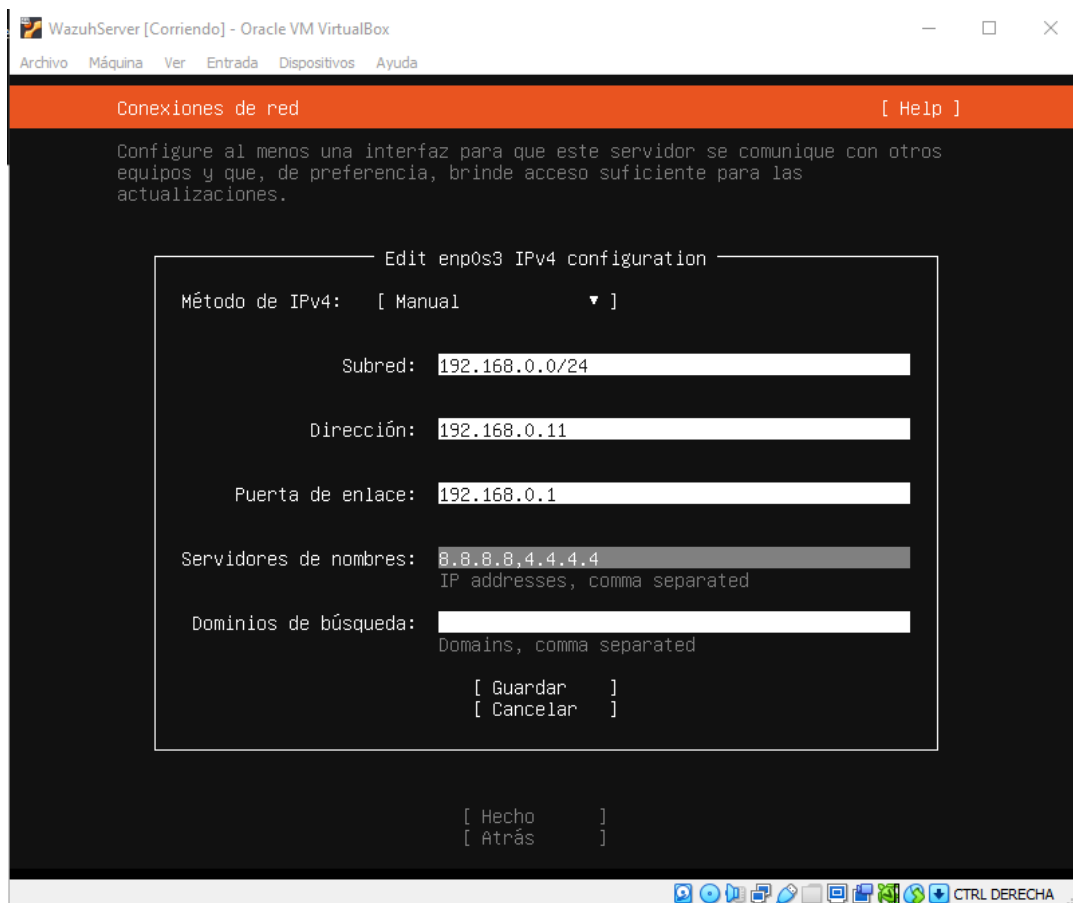 WazuhServer [Corriendo] - Oracle VM VirtualBox
Archivo Máquina Ver Entrada Dispositivos Ayuda
Conexiones de red [ Help ]
Configure al menos una interfaz para que este servidor se comunique con otros
equipos y que, de preferencia, brinde acceso suficiente para las
actualizaciones.
Edit enp0s3 IPv4 configuration
Método de IPv4: [ Manual ▾ ]
Subred: 192.168.0.0/24
Dirección: 192.168.0.11
Puerta de enlace: 192.168.0.1
Servidores de nombres: 8.8.8.8,4.4.4.4
IP addresses, comma separated
Dominios de búsqueda:
Domains, comma separated
[ Guardar ]
[ Cancelar ]
[ Hecho ]
[ Atrás ]
CTRL DERECHA